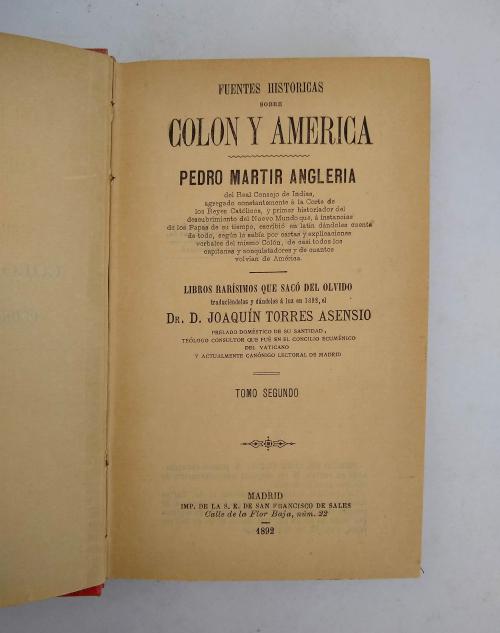 FUENTES HISTÓRICAS
SOBRE
COLON Y AMÉRICA
PEDRO MARTIR ANGLERIA
del Real Consejo de Indias,
agregado constantemente á la Corte de
los Reyes Católicos, y primer historiador del
descubrimiento del Nuevo Mundo que, á instancias
de los Papas de su tiempo, escribió en latin dándoles cuenta
de todo, según lo sabía por cartas y explicaciones
verbales del mismo Colón, de casi todos los
capitanes y conquistadores y de cuantos
volvían de América.
LIBROS RARÍSIMOS QUE SACÓ DEL OLVIDO
traduciéndolos y dándolos á luz en 1892, el
DR. D. JOAQUÍN TORRES ASENSIO
PRELADO DOMÉSTICO DE SU SANTIDAD,
TEÓLOGO CONSULTOR QUE FUÉ EN EL CONCILIO ECUMÉNICO
DEL VATICANO
Y ACTUALMENTE CANÓNIGO LECTORAL DE MADRID
TOMO SEGUNDO
MADRID
IMP. DE LA S. E. DE SAN FRANCISCO DE SALES
Calle de la Flor Baja, núm. 22
1892